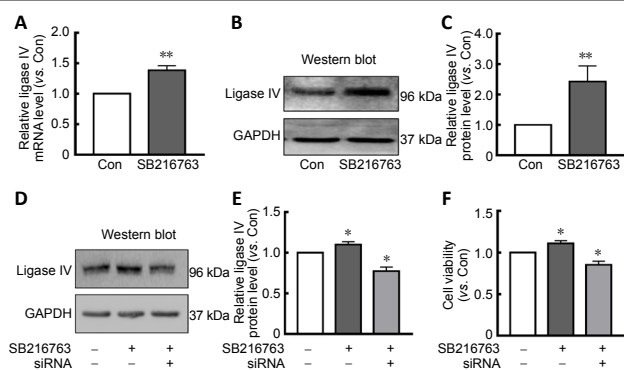 A
Relative ligase IV
mRNA level (vs. Con)
2.0
1.5
1.0
0.5
0
**
Con SB216763
B
Western blot
Ligase IV 96 kDa
GAPDH 37 kDa
Con SB216763
C
Relative ligase IV
protein level (vs. Con)
4.0
3.0
2.0
1.0
0
**
Con SB216763
D
Western blot
Ligase IV 96 kDa
GAPDH 37 kDa
SB216763 – + +
siRNA – – +
E
Relative ligase IV
protein level (vs. Con)
1.5
1.0
0.5
0
*
*
– + +
– – +
F
Cell viability
(vs. Con)
1.5
1.0
0.5
0
*
*
SB216763 – + +
siRNA – – +